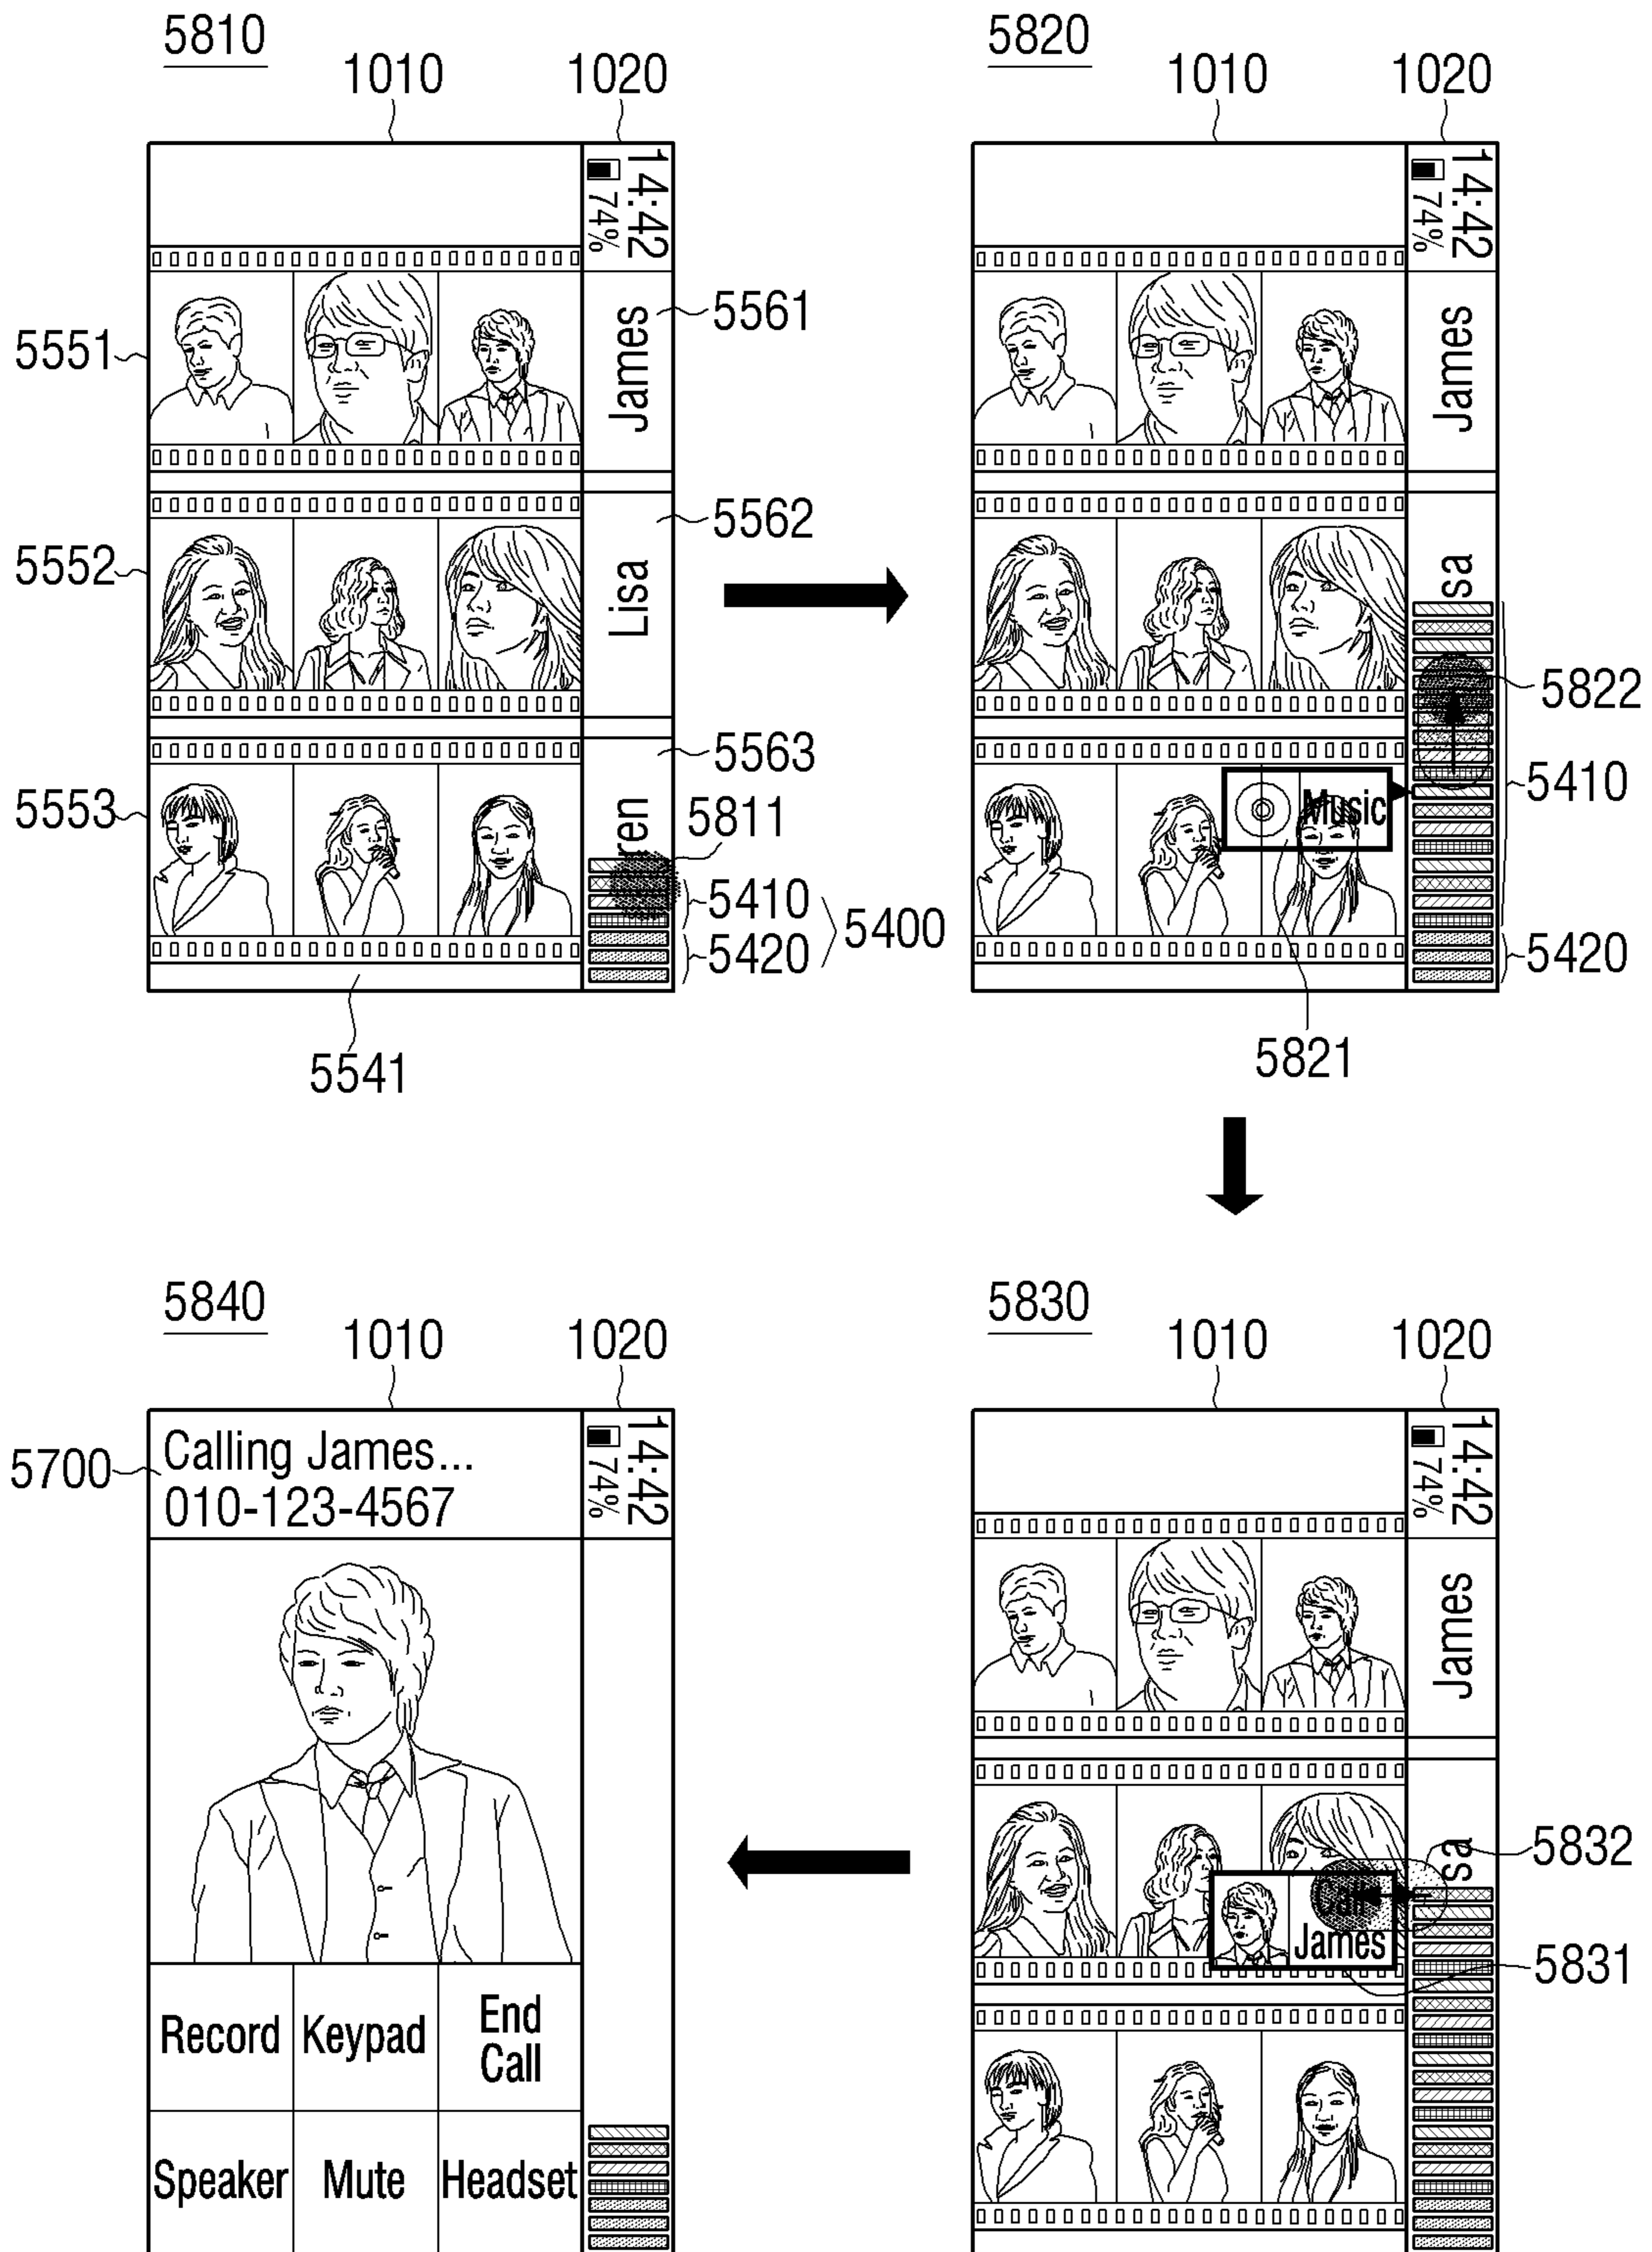 5810
1010
1020
14:42
74%
5551
James
5561
5552
Lisa
5562
5553
ren
5563
5811
5410
5420
5400
5541
5820
1010
1020
14:42
74%
James
sa
5822
Music
5410
5420
5821
5840
1010
1020
5700
Calling James...
010-123-4567
14:42
74%
Record
Keypad
End
Call
Speaker
Mute
Headset
5830
1010
1020
14:42
74%
James
sa
5832
Call
James
5831